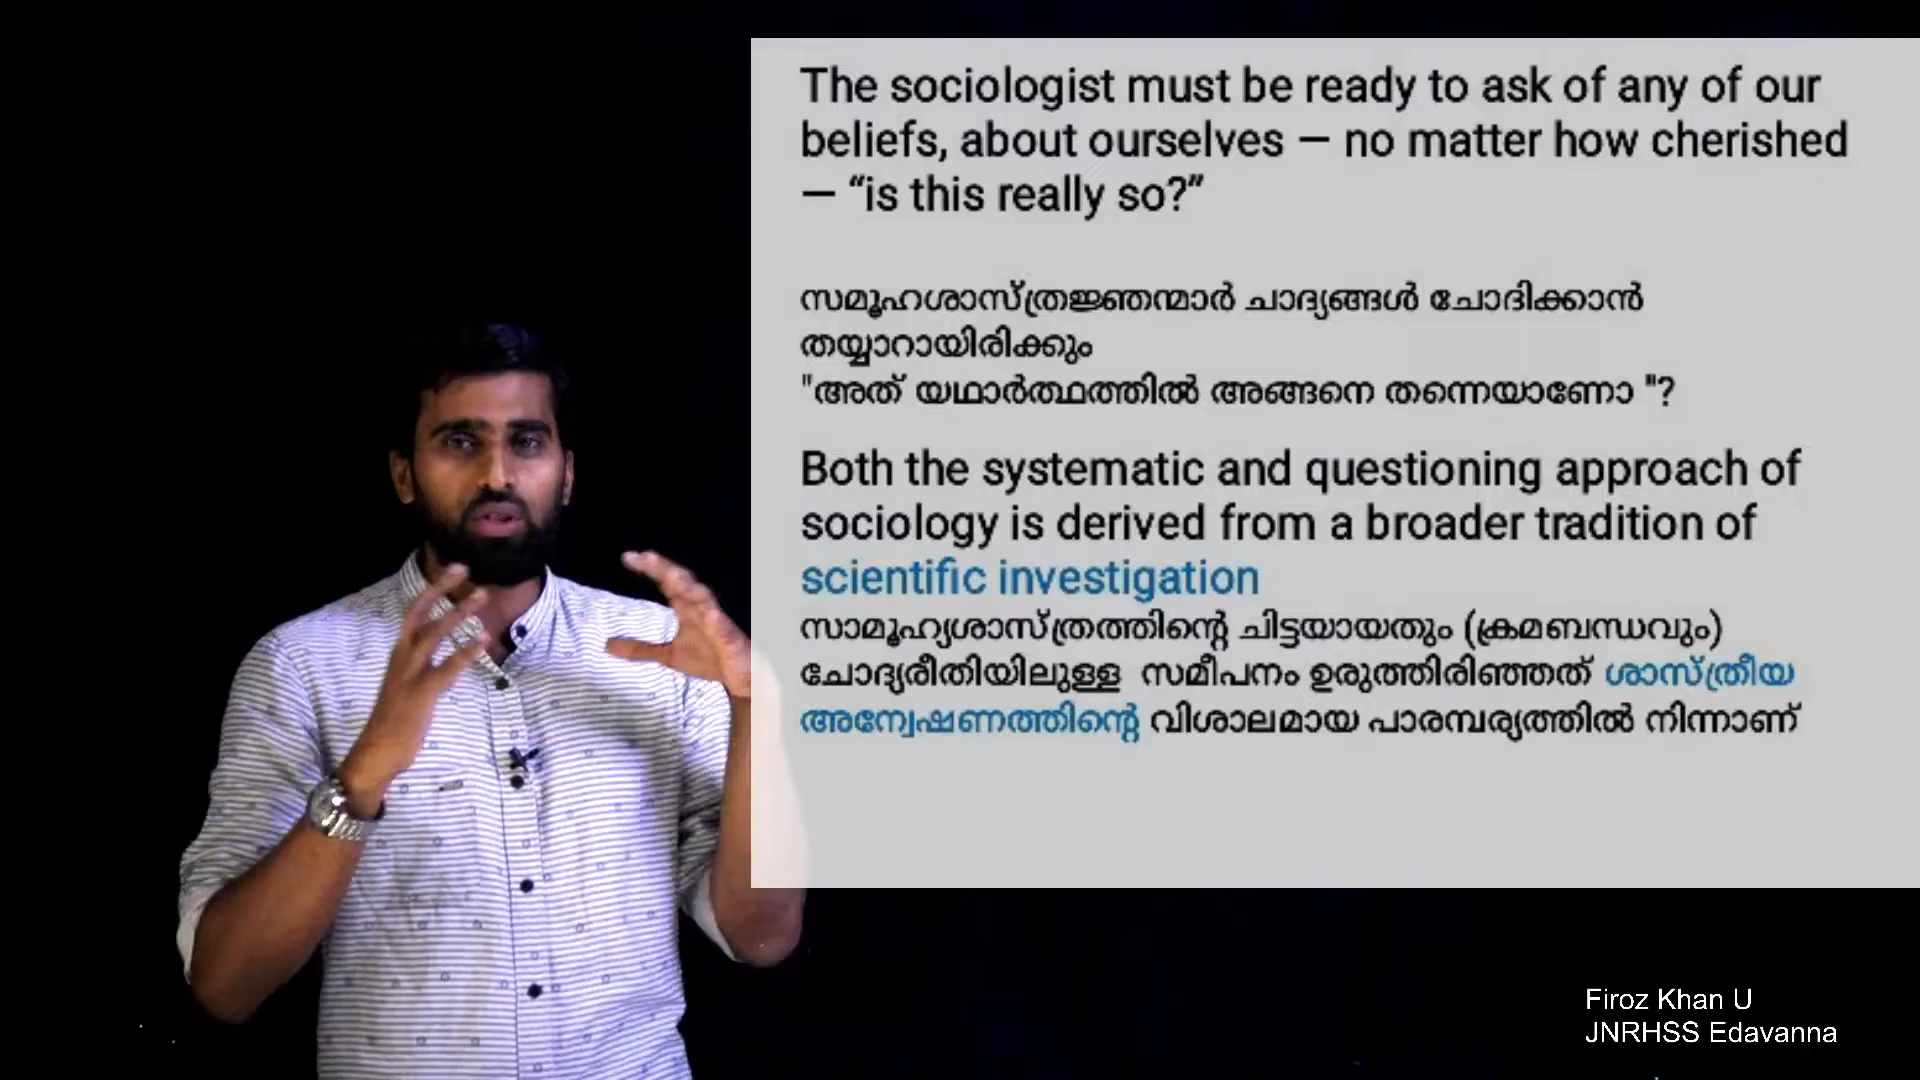 The sociologist must be ready to ask of any of our
beliefs, about ourselves — no matter how cherished
— “is this really so?”
സമൂഹശാസ്ത്രജ്ഞന്മാർ ചാദ്യങ്ങൾ ചോദിക്കാൻ
തയ്യാറായിരിക്കും
"അത് യഥാർത്ഥത്തിൽ അങ്ങനെ തന്നെയാണോ "?
Both the systematic and questioning approach of
sociology is derived from a broader tradition of
scientific investigation
സാമൂഹ്യശാസ്ത്രത്തിന്റെ ചിട്ടയായതും (ക്രമബന്ധവും)
ചോദ്യരീതിയിലുള്ള സമീപനം ഉരുത്തിരിഞ്ഞത് ശാസ്ത്രീയ
അന്വേഷണത്തിന്റെ വിശാലമായ പാരമ്പര്യത്തിൽ നിന്നാണ്
Firoz Khan U
JNRHSS Edavanna